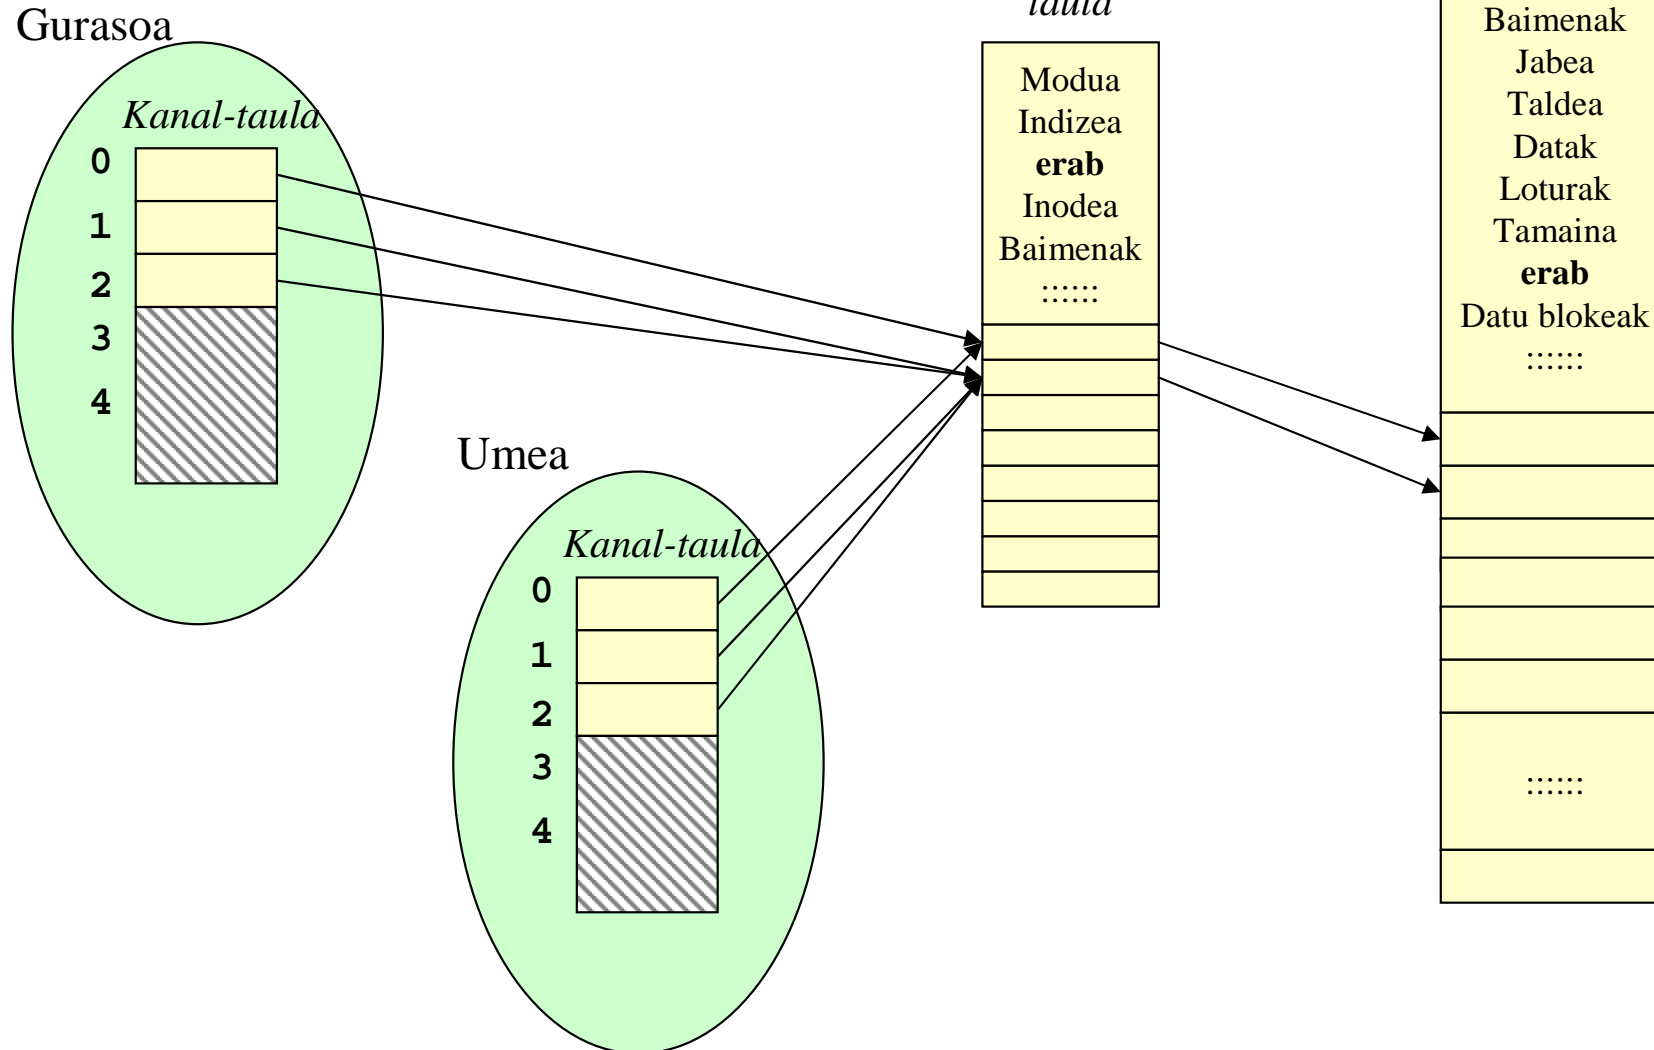 Gurasoa
Kanal-taula
0
1
2
3
4
Umea
Kanal-taula
0
1
2
3
4
taula
Modua
Indizea
erab
Inodea
Baimenak
::::::
Baimenak
Jabea
Taldea
Datak
Loturak
Tamaina
erab
Datu blokeak
::::::
::::::